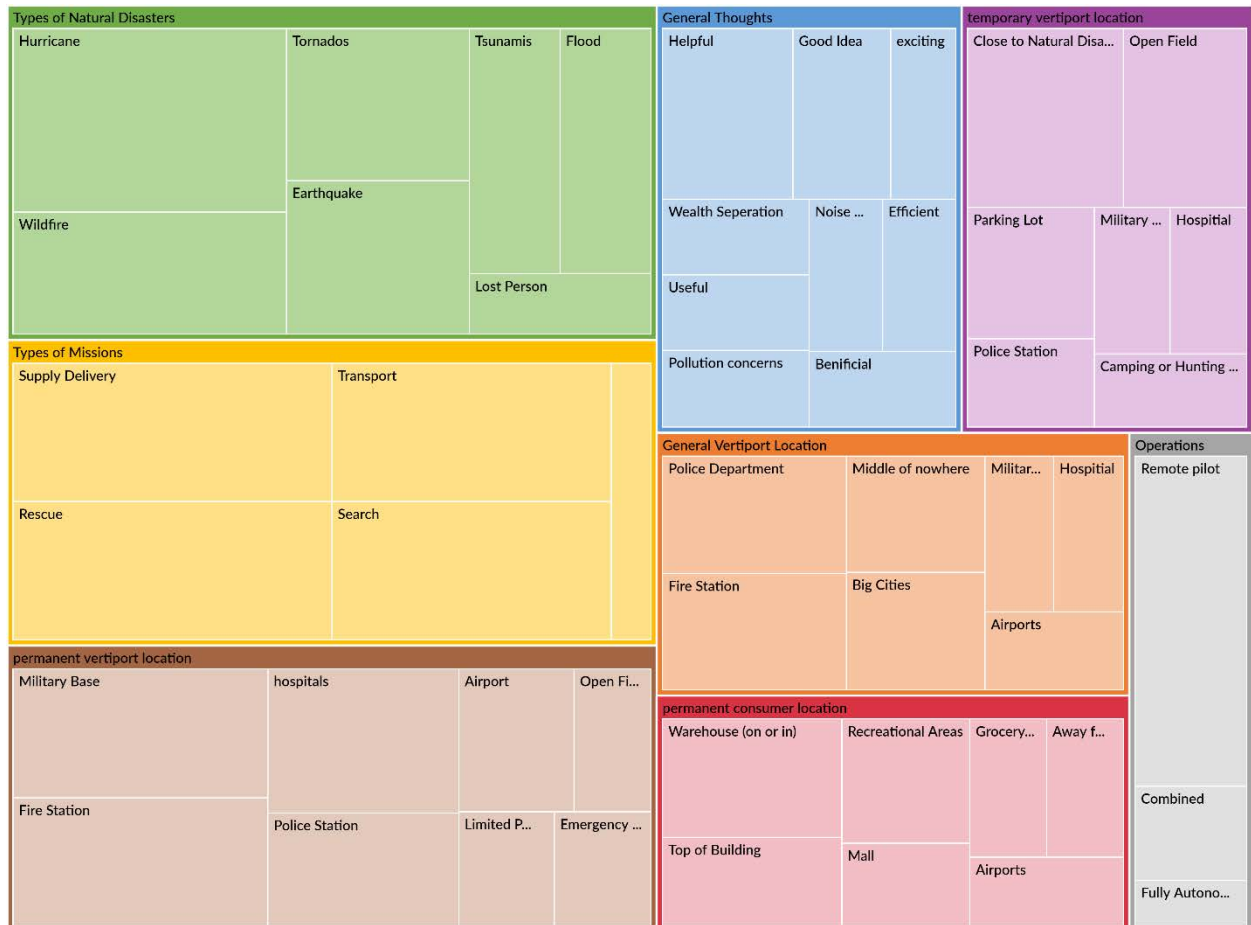 Types of Natural Disasters
Hurricane
Tornados
Tsunamis
Flood
Earthquake
Wildfire
Lost Person
Types of Missions
Supply Delivery
Transport
Rescue
Search
permanent vertiport location
Military Base
hospitals
Airport
Open Fi...
Fire Station
Police Station
Limited P...
Emergency ...
General Thoughts
Helpful
Good Idea
exciting
Wealth Seperation
Noise ...
Efficient
Useful
Pollution concerns
Benificial
temporary vertiport location
Close to Natural Disa...
Open Field
Parking Lot
Military ...
Hospitial
Police Station
Camping or Hunting ...
General Vertiport Location
Police Department
Middle of nowhere
Militar...
Hospitial
Fire Station
Big Cities
Airports
permanent consumer location
Warehouse (on or in)
Recreational Areas
Grocery...
Away f...
Top of Building
Mall
Airports
Operations
Remote pilot
Combined
Fully Autono...